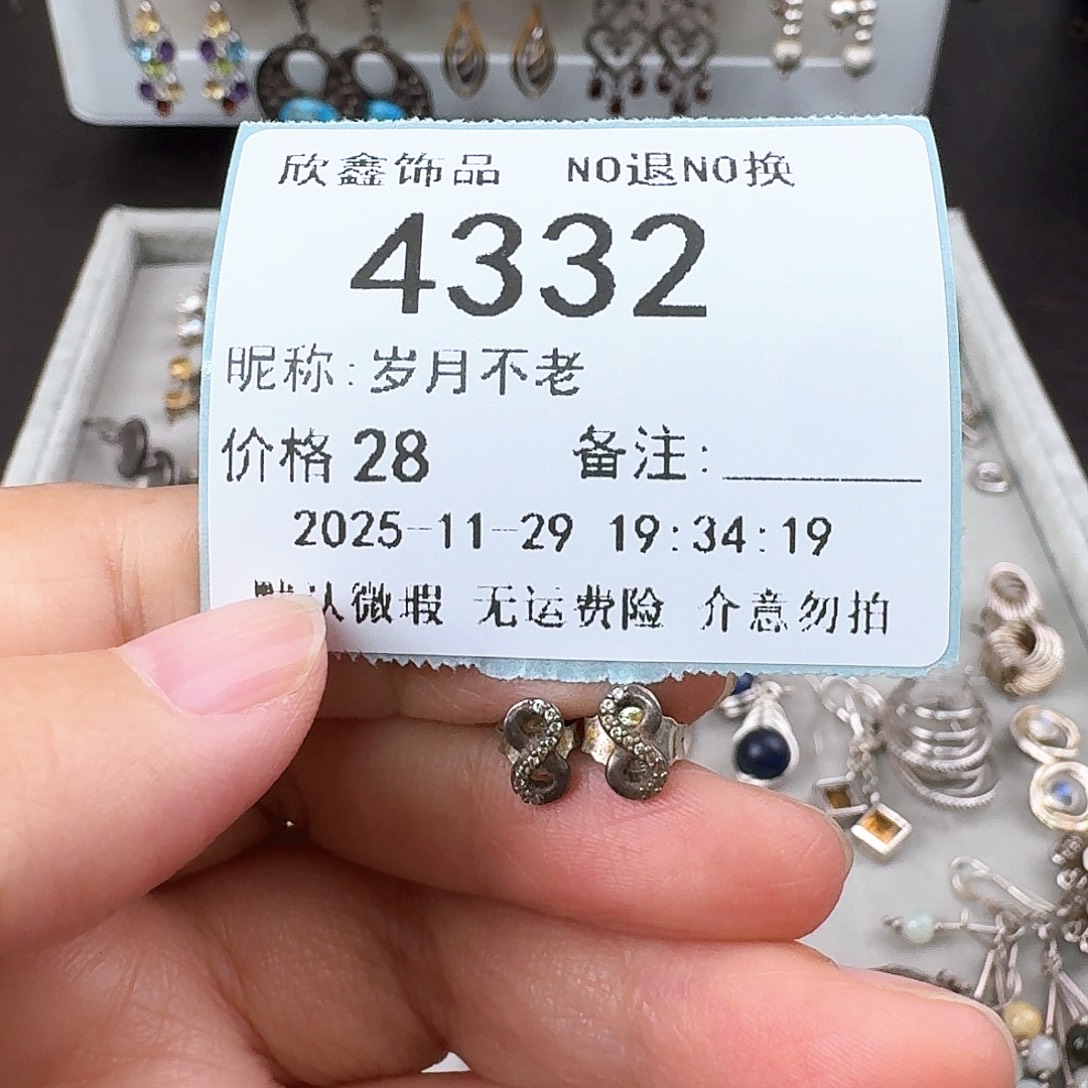 欣鑫饰品 NO退NO换
4332
昵称:岁月不老
价格 28 备注:
2025-11-29 19:34:19
默认微瑕 无运费险 介意勿拍